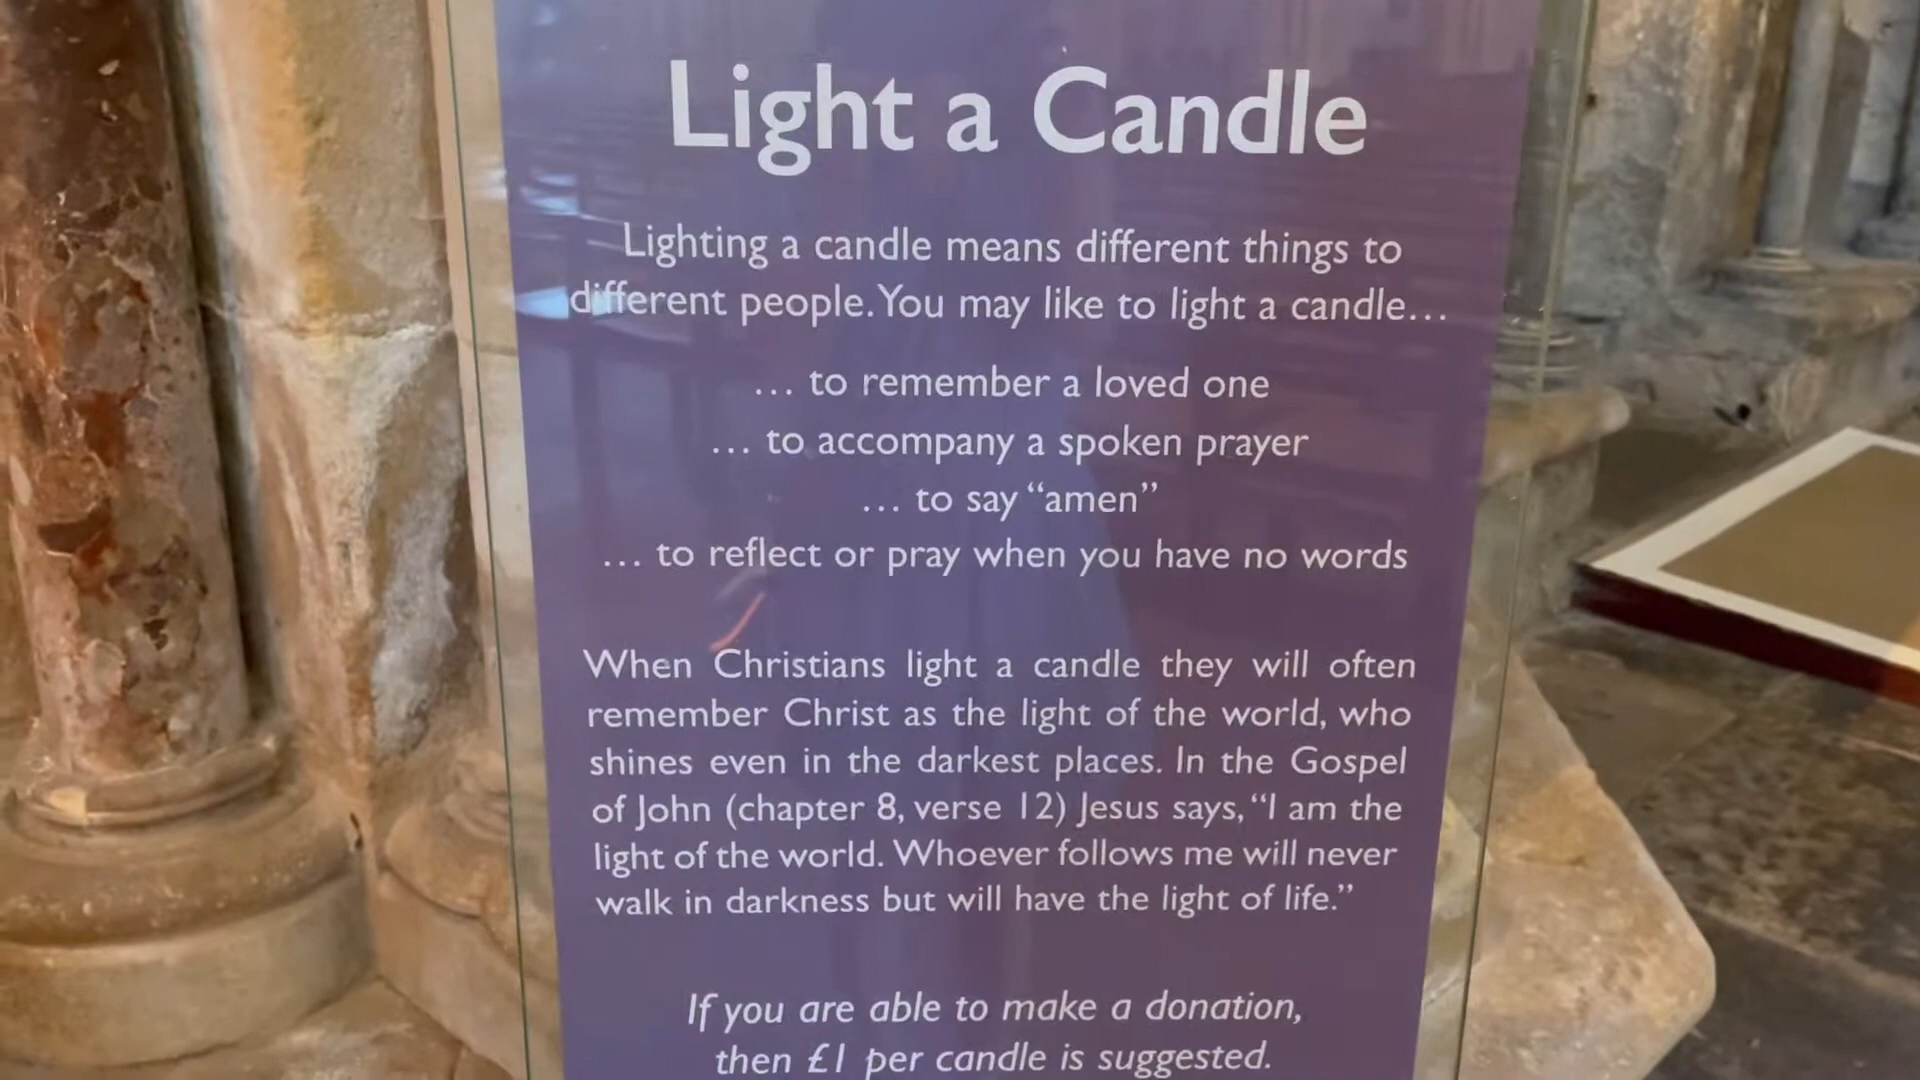 Light a Candle
Lighting a candle means different things to
different people. You may like to light a candle...
... to remember a loved one
... to accompany a spoken prayer
... to say “amen”
... to reflect or pray when you have no words
When Christians light a candle they will often
remember Christ as the light of the world, who
shines even in the darkest places. In the Gospel
of John (chapter 8, verse 12) Jesus says, “I am the
light of the world. Whoever follows me will never
walk in darkness but will have the light of life.”
If you are able to make a donation,
then £1 per candle is suggested.